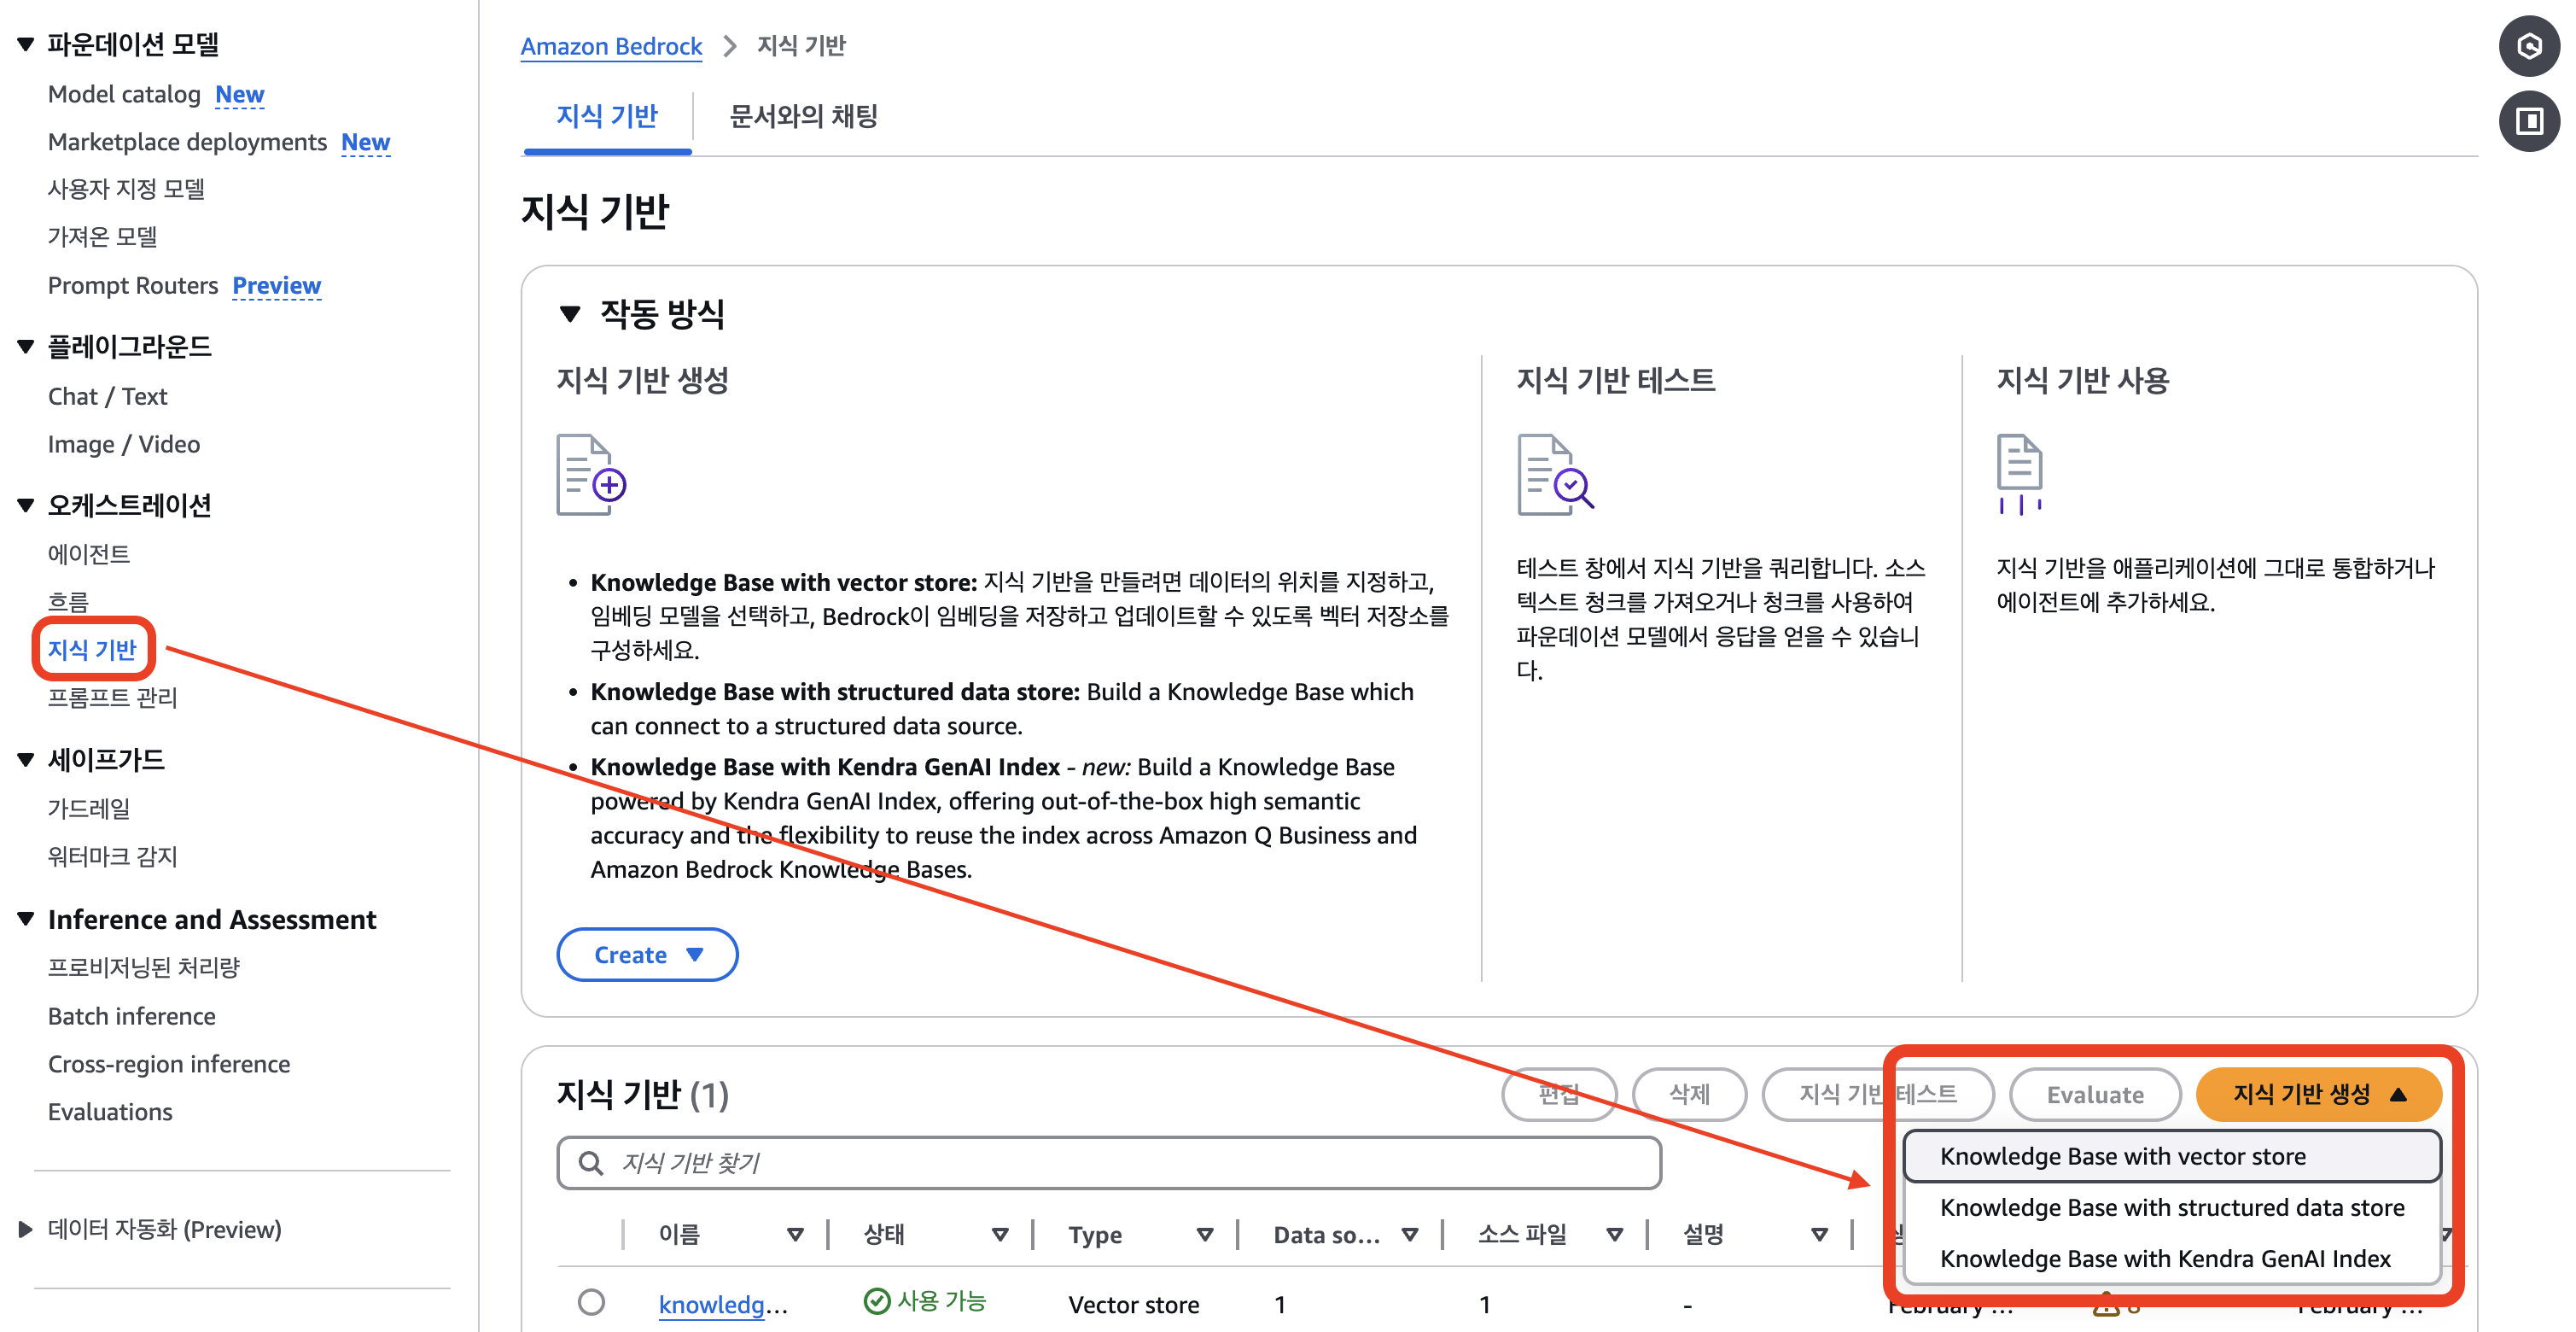 파운데이션 모델
Model catalog New
Marketplace deployments New
사용자 지정 모델
가져온 모델
Prompt Routers Preview
플레이그라운드
Chat / Text
Image / Video
오케스트레이션
에이전트
흐름
지식 기반
프롬프트 관리
세이프가드
가드레일
워터마크 감지
Inference and Assessment
프로비저닝된 처리량
Batch inference
Cross-region inference
Evaluations
데이터 자동화 (Preview)
Amazon Bedrock 지식 기반
지식 기반 문서와의 채팅
지식 기반
작동 방식
지식 기반 생성
Knowledge Base with vector store: 지식 기반을 만들려면 데이터의 위치를 지정하고,
임베딩 모델을 선택하고, Bedrock이 임베딩을 저장하고 업데이트할 수 있도록 벡터 저장소를
구성하세요.
Knowledge Base with structured data store: Build a Knowledge Base which
can connect to a structured data source.
Knowledge Base with Kendra GenAI Index - new: Build a Knowledge Base
powered by Kendra GenAI Index, offering out-of-the-box high semantic
accuracy and the flexibility to reuse the index across Amazon Q Business and
Amazon Bedrock Knowledge Bases.
Create
지식 기반 테스트
테스트 창에서 지식 기반을 쿼리합니다. 소스
텍스트 청크를 가져오거나 청크를 사용하여
파운데이션 모델에서 응답을 얻을 수 있습니
다.
지식 기반 사용
지식 기반을 애플리케이션에 그대로 통합하거나
에이전트에 추가하세요.
지식 기반 (1)
편집 삭제 지식 기반 테스트 Evaluate 지식 기반 생성
Knowledge Base with vector store
Knowledge Base with structured data store
Knowledge Base with Kendra GenAI Index
지식 기반 찾기
이름 상태 Type Data so... 소스 파일 설명
knowledg... 사용 가능 Vector store 1 1 - February ... February ...